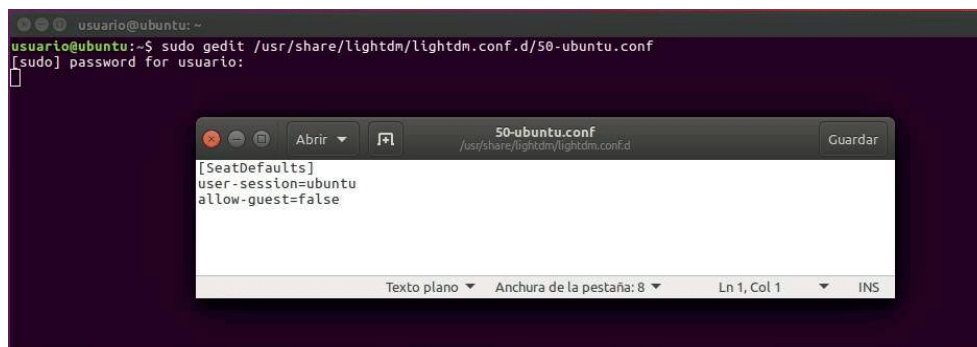 usuario@ubuntu: ~
usuario@ubuntu:~$ sudo gedit /usr/share/lightdm/lightdm.conf.d/50-ubuntu.conf
[sudo] password for usuario:
Abrir
50-ubuntu.conf
/usr/share/lightdm/lightdm.conf.d
Guardar
[SeatDefaults]
user-session=ubuntu
allow-guest=false
Texto plano Anchura de la pestaña: 8 Ln 1, Col 1 INS